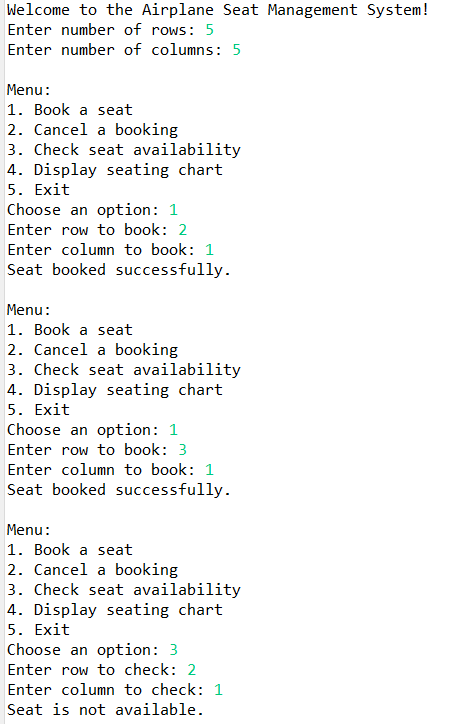 Welcome to the Airplane Seat Management System!
Enter number of rows: 5
Enter number of columns: 5
Menu:
1. Book a seat
2. Cancel a booking
3. Check seat availability
4. Display seating chart
5. Exit
Choose an option: 1
Enter row to book: 2
Enter column to book: 1
Seat booked successfully.
Menu:
1. Book a seat
2. Cancel a booking
3. Check seat availability
4. Display seating chart
5. Exit
Choose an option: 1
Enter row to book: 3
Enter column to book: 1
Seat booked successfully.
Menu:
1. Book a seat
2. Cancel a booking
3. Check seat availability
4. Display seating chart
5. Exit
Choose an option: 3
Enter row to check: 2
Enter column to check: 1
Seat is not available.